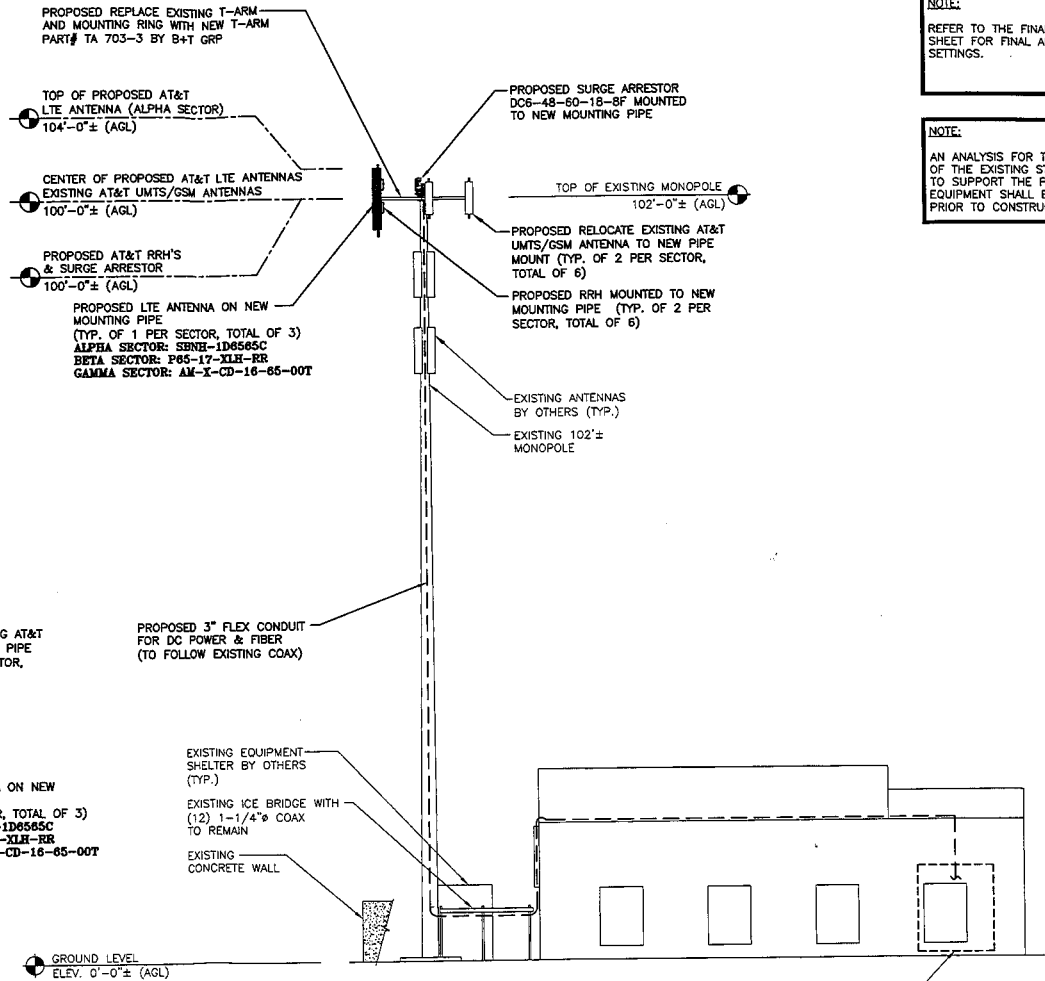 PROPOSED REPLACE EXISTING T-ARM
AND MOUNTING RING WITH NEW T-ARM
PART# TA 703-3 BY B+T GRP
TOP OF PROPOSED AT&T
LTE ANTENNA (ALPHA SECTOR)
104'-0"± (AGL)
CENTER OF PROPOSED AT&T LTE ANTENNAS
EXISTING AT&T UMTS/GSM ANTENNAS
100'-0"± (AGL)
PROPOSED AT&T RRH'S
& SURGE ARRESTOR
100'-0"± (AGL)
PROPOSED LTE ANTENNA ON NEW
MOUNTING PIPE
(TYP. OF 1 PER SECTOR, TOTAL OF 3)
ALPHA SECTOR: SBNH-1D6565C
BETA SECTOR: P65-17-XLH-RR
GAMMA SECTOR: AM-X-CD-16-65-00T
PROPOSED SURGE ARRESTOR
DC6-48-60-18-8F MOUNTED
TO NEW MOUNTING PIPE
TOP OF EXISTING MONOPOLE
102'-0"± (AGL)
PROPOSED RELOCATE EXISTING AT&T
UMTS/GSM ANTENNA TO NEW PIPE
MOUNT (TYP. OF 2 PER SECTOR,
TOTAL OF 6)
PROPOSED RRH MOUNTED TO NEW
MOUNTING PIPE (TYP. OF 2 PER
SECTOR, TOTAL OF 6)
EXISTING ANTENNAS
BY OTHERS (TYP.)
EXISTING 102'±
MONOPOLE
NOTE:
REFER TO THE FINA
SHEET FOR FINAL A
SETTINGS.
NOTE:
AN ANALYSIS FOR T
OF THE EXISTING ST
TO SUPPORT THE P
EQUIPMENT SHALL B
PRIOR TO CONSTRU
G AT&T
PIPE
TOR,
PROPOSED 3" FLEX CONDUIT
FOR DC POWER & FIBER
(TO FOLLOW EXISTING COAX)
ON NEW
R, TOTAL OF 3)
-1D6565C
-XLH-RR
-CD-16-65-00T
EXISTING EQUIPMENT
SHELTER BY OTHERS
(TYP.)
EXISTING ICE BRIDGE WITH
(12) 1-1/4"ø COAX
TO REMAIN
EXISTING
CONCRETE WALL
GROUND LEVEL
ELEV. 0'-0"± (AGL)